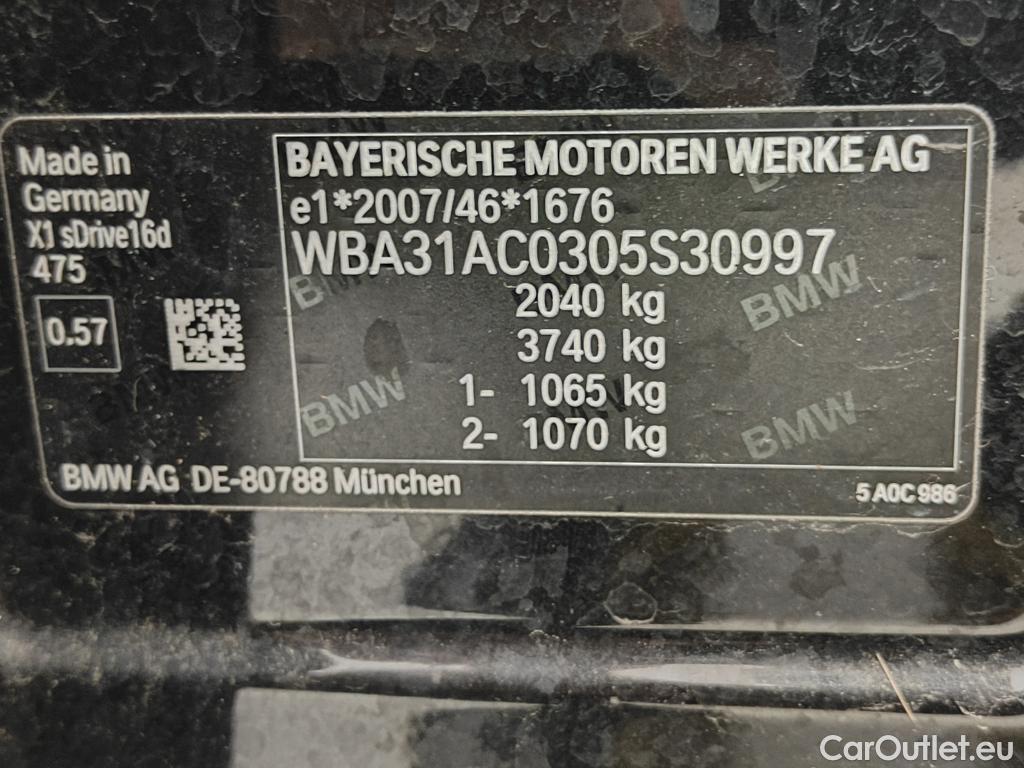 Made in
Germany
X1 sDrive16d
475
0.57
BAYERISCHE MOTOREN WERKE AG
e1*2007/46*1676
WBA31AC0305S30997
2040 kg
3740 kg
1- 1065 kg
2- 1070 kg
BMW
BMW
BMW
BMW
BMW AG DE-80788 München
5 A0C 986
CarOutlet.eu